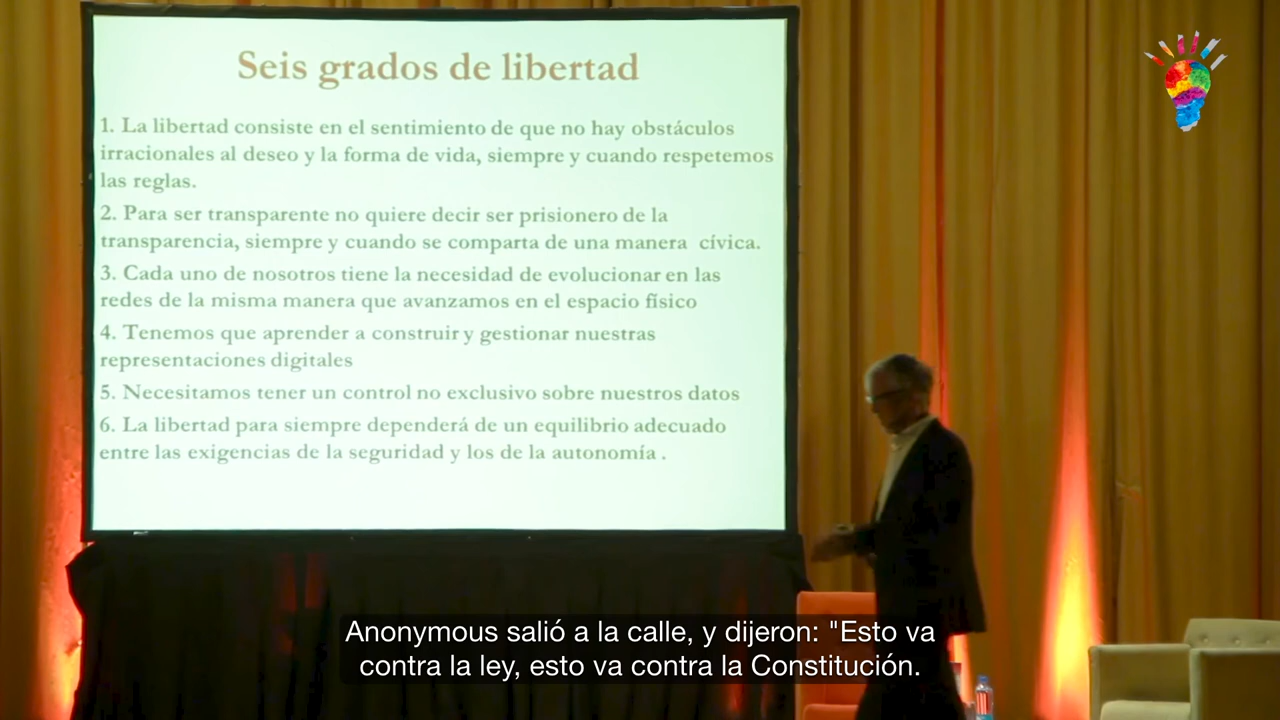 Seis grados de libertad
1. La libertad consiste en el sentimiento de que no hay obstáculos
irracionales al deseo y la forma de vida, siempre y cuando respetemos
las reglas.
2. Para ser transparente no quiere decir ser prisionero de la
transparencia, siempre y cuando se comparta de una manera cívica.
3. Cada uno de nosotros tiene la necesidad de evolucionar en las
redes de la misma manera que avanzamos en el espacio físico
4. Tenemos que aprender a construir y gestionar nuestras
representaciones digitales
5. Necesitamos tener un control no exclusivo sobre nuestros datos
6. La libertad para siempre dependerá de un equilibrio adecuado
entre las exigencias de la seguridad y los de la autonomía .
Anonymous salió a la calle, y dijeron: "Esto va
contra la ley, esto va contra la Constitución.